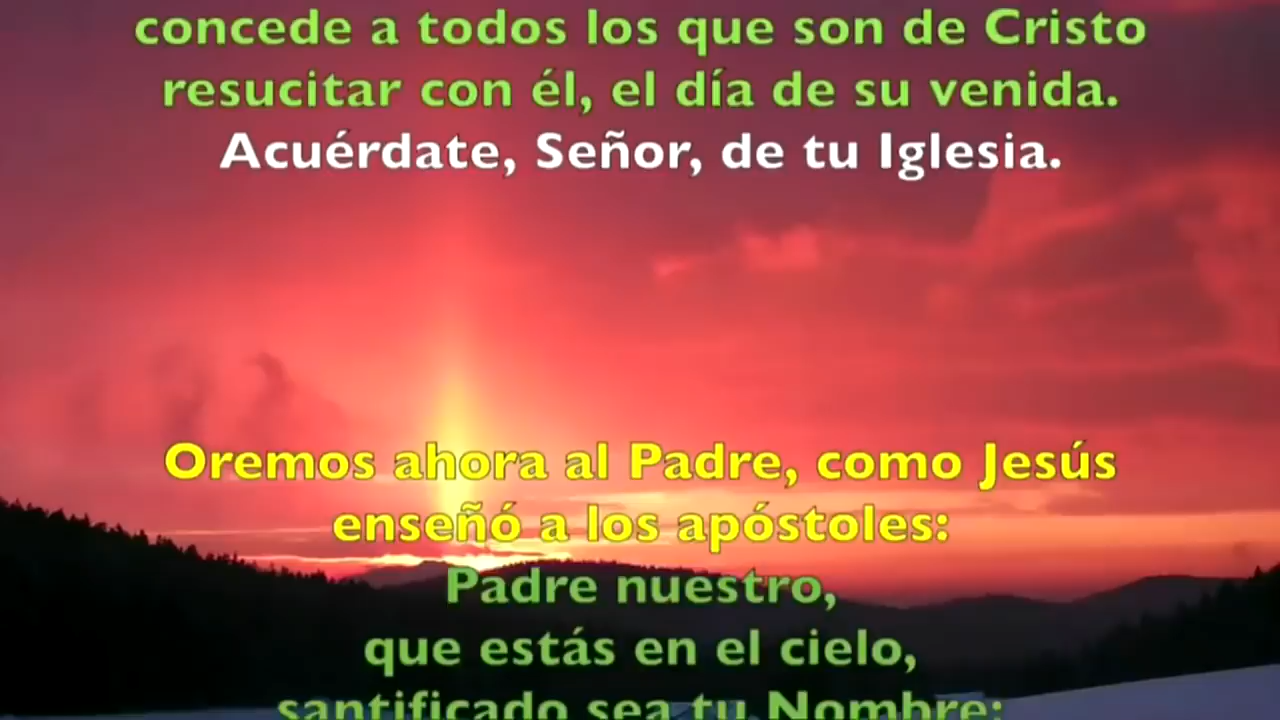 concede a todos los que son de Cristo
resucitar con él, el día de su venida.
Acuérdate, Señor, de tu Iglesia.
Oremos ahora al Padre, como Jesús
enseñó a los apóstoles:
Padre nuestro,
que estás en el cielo,
santificado sea tu Nombre;